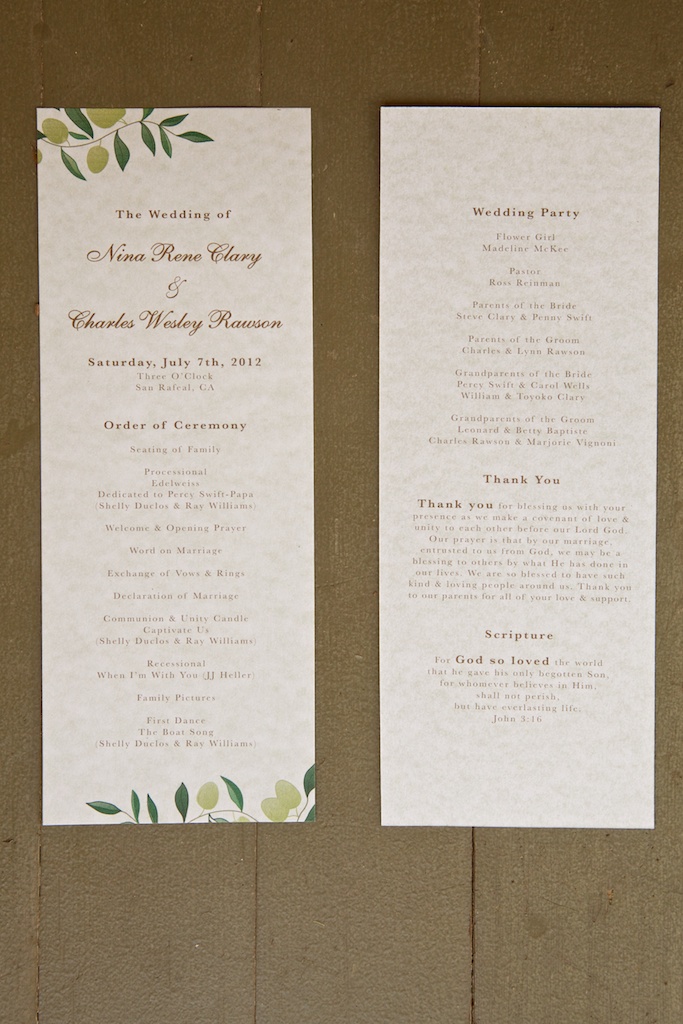 The Wedding of
Nina Rene Clary
&
Charles Wesley Rawson
Saturday, July 7th, 2012
Three O'Clock
San Rafeal, CA
Order of Ceremony
Seating of Family
Processional
Edelweiss
Dedicated to Percy Swift-Papa
(Shelly Duclos & Ray Williams)
Welcome & Opening Prayer
Word on Marriage
Exchange of Vows & Rings
Declaration of Marriage
Communion & Unity Candle
Captivate Us
(Shelly Duclos & Ray Williams)
Recessional
When I'm With You (JJ Heller)
Family Pictures
First Dance
The Boat Song
(Shelly Duclos & Ray Williams)
Wedding Party
Flower Girl
Madeline McKee
Pastor
Ross Reinman
Parents of the Bride
Steve Clary & Penny Swift
Parents of the Groom
Charles & Lynn Rawson
Grandparents of the Bride
Percy Swift & Carol Wells
William & Toyoko Clary
Grandparents of the Groom
Leonard & Betty Baptiste
Charles Rawson & Marjorie Vignoni
Thank You
Thank you for blessing us with your
presence as we make a covenant of love &
unity to each other before our Lord God.
Our prayer is that by our marriage,
entrusted to us from God, we may be a
blessing to others by what He has done in
our lives. We are so blessed to have such
kind & loving people around us. Thank you
to our parents for all of your love & support.
Scripture
For God so loved the world
that he gave his only begotten Son,
for whomever believes in Him,
shall not perish,
but have everlasting life.
John 3:16